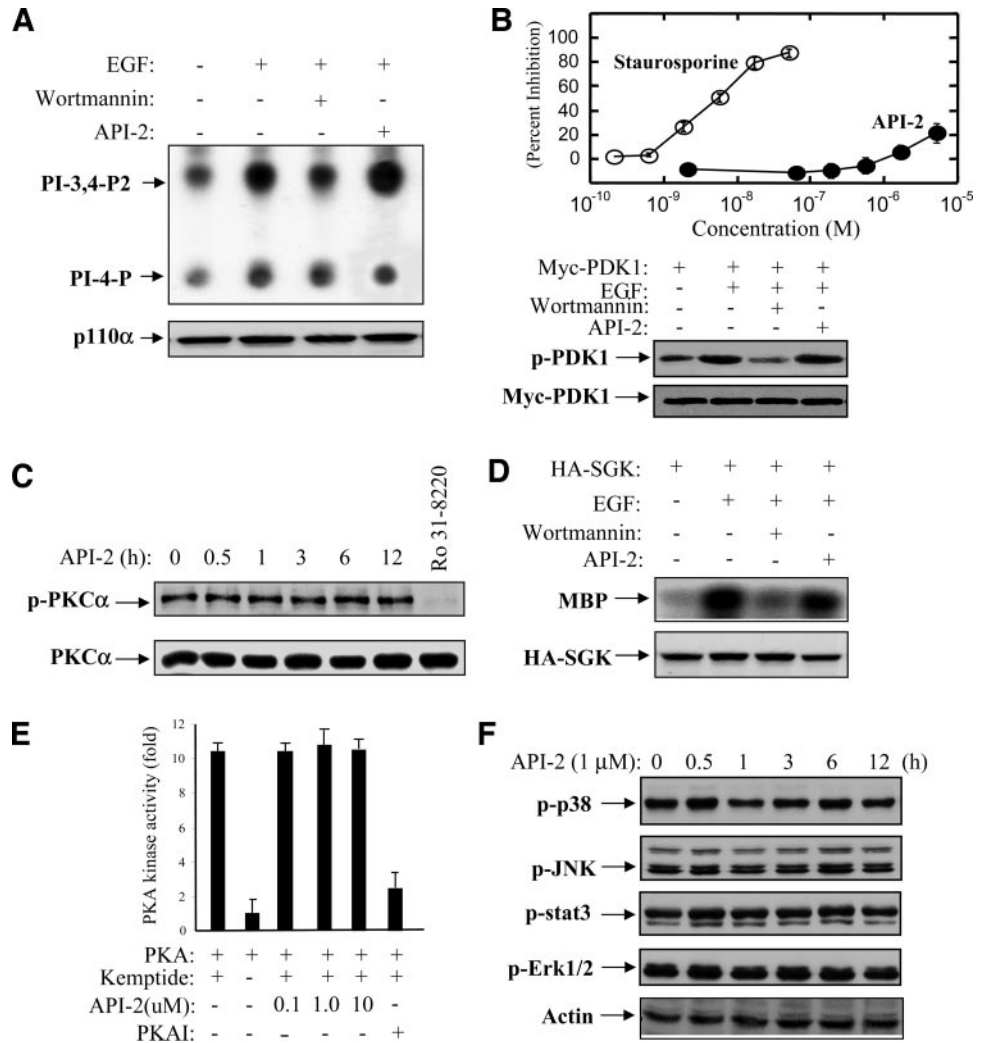 A
EGF: - + + +
Wortmannin: - - + -
API-2: - - - +
PI-3,4-P2
PI-4-P
p110α
B
(Percent Inhibition)
100
80
60
40
20
0
Staurosporine
API-2
10-10 10-9 10-8 10-7 10-6 10-5
Concentration (M)
Myc-PDK1: + + + +
EGF: - + + +
Wortmannin - - + -
API-2: - - - +
p-PDK1
Myc-PDK1
C
API-2 (h): 0 0.5 1 3 6 12 Ro 31-8220
p-PKCα
PKCα
D
HA-SGK: + + + +
EGF: - + + +
Wortmannin: - - + -
API-2: - - - +
MBP
HA-SGK
E
PKA kinase activity (fold)
12
10
8
6
4
2
0
PKA: + + + + + +
Kemptide: + - + + + +
API-2(uM) - - 0.1 1.0 10 -
PKAI: - - - - - +
F
API-2 (1 µM): 0 0.5 1 3 6 12 (h)
p-p38
p-JNK
p-stat3
p-Erk1/2
Actin